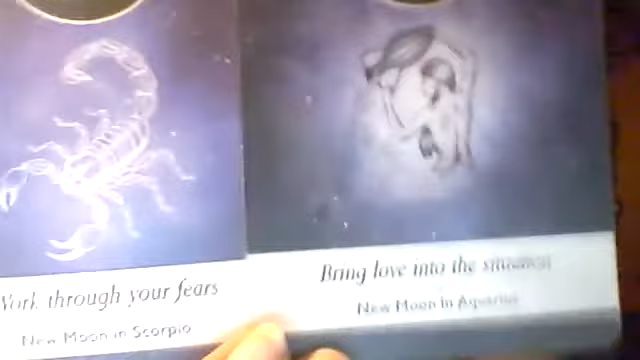 Work through your fears
New Moon in Scorpio
Bring love into the situation
New Moon in Aquarius